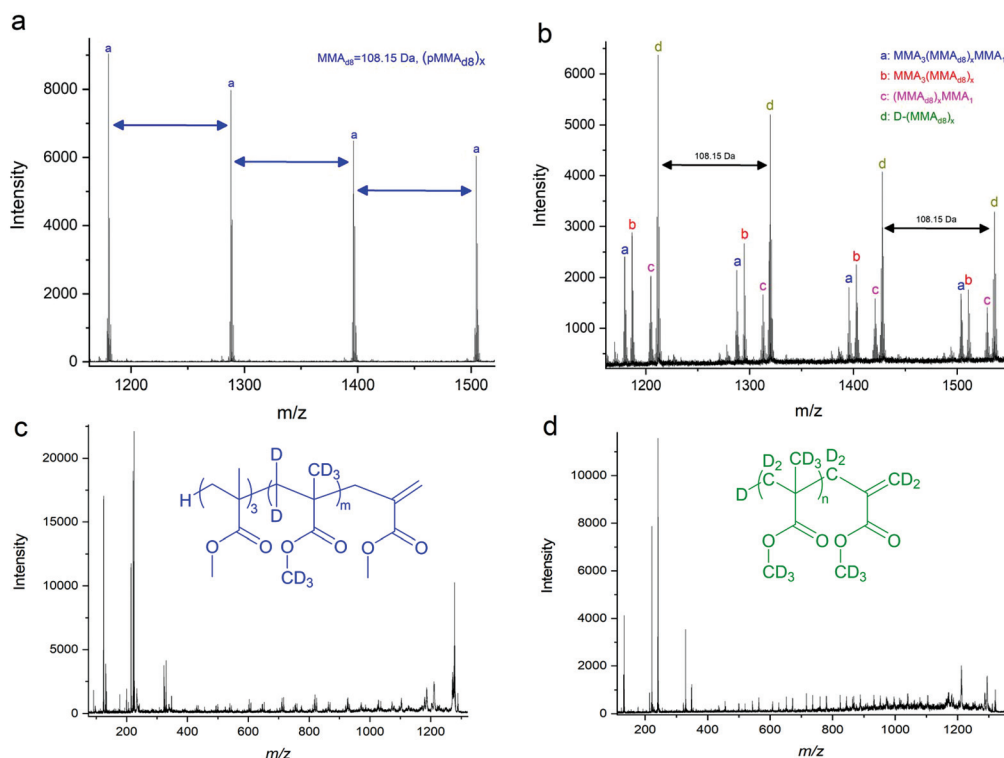 a
MMAd8=108.15 Da, (pMMAd8)x
a
a
a
a
8000
6000
4000
2000
0
Intensity
1200
1300
1400
1500
m/z
b
a: MMA3(MMAd8)xMMA1
b: MMA3(MMAd8)x
c: (MMAd8)xMMA1
d: D-(MMAd8)x
d
d
d
d
108.15 Da
108.15 Da
a
b
c
a
b
c
a
b
c
a
b
c
6000
5000
4000
3000
2000
1000
Intensity
1200
1300
1400
1500
m/z
c
20000
15000
10000
5000
0
Intensity
H
3
D
D
CD3
m
O
O
O
O
O
O
CD3
200
400
600
800
1000
1200
m/z
d
10000
8000
6000
4000
2000
0
Intensity
D
D2
C
CD3
D2
C
n
CD2
O
O
O
O
CD3
CD3
200
400
600
800
1000
1200
m/z